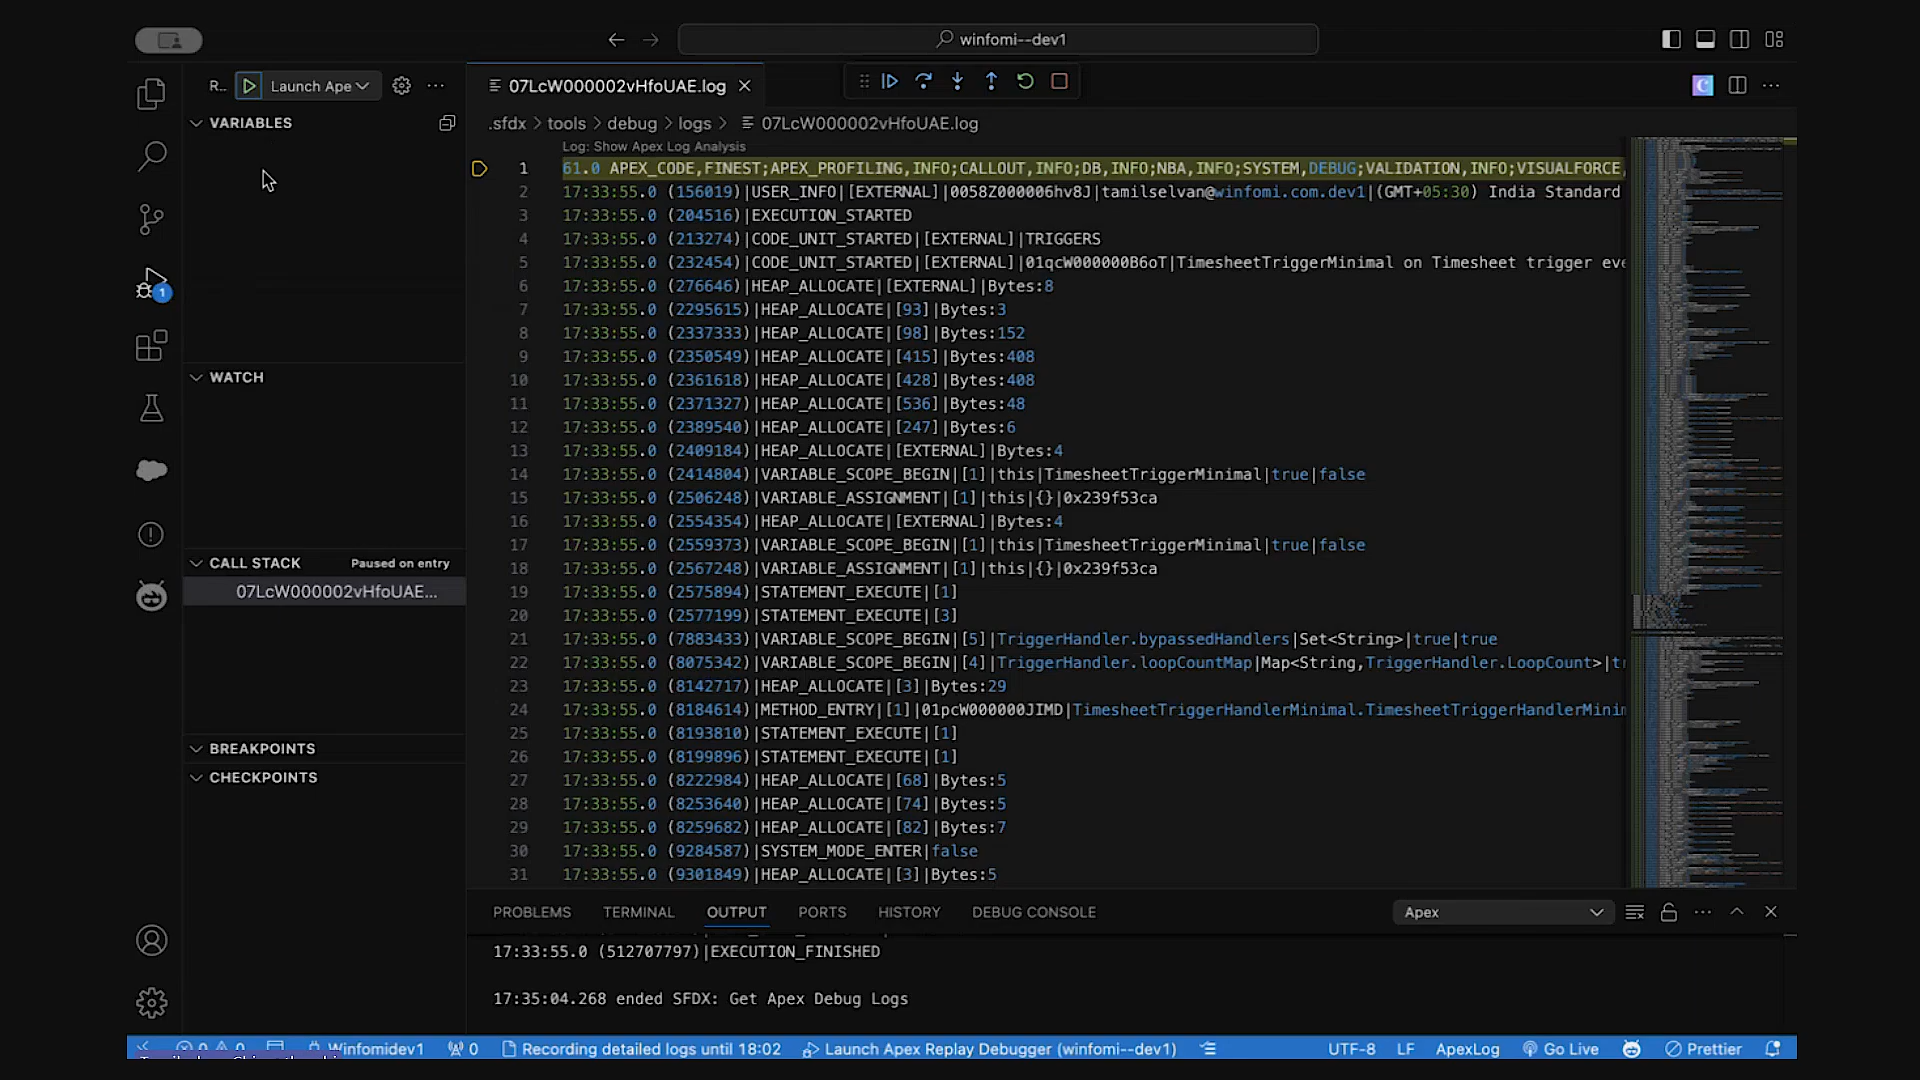 winfomi--dev1
R...
Launch Ape
07LcW000002vHfoUAE.log
VARIABLES
.sfdx > tools > debug > logs > 07LcW000002vHfoUAE.log
Log: Show Apex Log Analysis
1 61.0 APEX_CODE,FINEST;APEX_PROFILING,INFO;CALLOUT,INFO;DB,INFO;NBA,INFO;SYSTEM,DEBUG;VALIDATION,INFO;VISUALFORCE,
2 17:33:55.0 (156019)|USER_INFO|[EXTERNAL]|0058Z000006hv8J|tamilselvan@winfomi.com.dev1|(GMT+05:30) India Standard
3 17:33:55.0 (204516)|EXECUTION_STARTED
4 17:33:55.0 (213274)|CODE_UNIT_STARTED|[EXTERNAL]|TRIGGERS
5 17:33:55.0 (232454)|CODE_UNIT_STARTED|[EXTERNAL]|01qcW000000B6oT|TimesheetTriggerMinimal on Timesheet trigger eve
6 17:33:55.0 (276646)|HEAP_ALLOCATE|[EXTERNAL]|Bytes:8
7 17:33:55.0 (2295615)|HEAP_ALLOCATE|[93]|Bytes:3
8 17:33:55.0 (2337333)|HEAP_ALLOCATE|[98]|Bytes:152
9 17:33:55.0 (2350549)|HEAP_ALLOCATE|[415]|Bytes:408
10 17:33:55.0 (2361618)|HEAP_ALLOCATE|[428]|Bytes:408
11 17:33:55.0 (2371327)|HEAP_ALLOCATE|[536]|Bytes:48
12 17:33:55.0 (2389540)|HEAP_ALLOCATE|[247]|Bytes:6
13 17:33:55.0 (2409184)|HEAP_ALLOCATE|[EXTERNAL]|Bytes:4
14 17:33:55.0 (2414804)|VARIABLE_SCOPE_BEGIN|[1]|this|TimesheetTriggerMinimal|true|false
15 17:33:55.0 (2506248)|VARIABLE_ASSIGNMENT|[1]|this|{}|0x239f53ca
16 17:33:55.0 (2554354)|HEAP_ALLOCATE|[EXTERNAL]|Bytes:4
17 17:33:55.0 (2559373)|VARIABLE_SCOPE_BEGIN|[1]|this|TimesheetTriggerMinimal|true|false
18 17:33:55.0 (2567248)|VARIABLE_ASSIGNMENT|[1]|this|{}|0x239f53ca
19 17:33:55.0 (2575894)|STATEMENT_EXECUTE|[1]
20 17:33:55.0 (2577199)|STATEMENT_EXECUTE|[3]
21 17:33:55.0 (7883433)|VARIABLE_SCOPE_BEGIN|[5]|TriggerHandler.bypassedHandlers|Set<String>|true|true
22 17:33:55.0 (8075342)|VARIABLE_SCOPE_BEGIN|[4]|TriggerHandler.loopCountMap|Map<String,TriggerHandler.LoopCount>|tr
23 17:33:55.0 (8142717)|HEAP_ALLOCATE|[3]|Bytes:29
24 17:33:55.0 (8184614)|METHOD_ENTRY|[1]|01pcW000000JIMD|TimesheetTriggerHandlerMinimal.TimesheetTriggerHandlerMinim
25 17:33:55.0 (8193810)|STATEMENT_EXECUTE|[1]
26 17:33:55.0 (8199896)|STATEMENT_EXECUTE|[1]
27 17:33:55.0 (8222984)|HEAP_ALLOCATE|[68]|Bytes:5
28 17:33:55.0 (8253640)|HEAP_ALLOCATE|[74]|Bytes:5
29 17:33:55.0 (8259682)|HEAP_ALLOCATE|[82]|Bytes:7
30 17:33:55.0 (9284587)|SYSTEM_MODE_ENTER|false
31 17:33:55.0 (9301849)|HEAP_ALLOCATE|[3]|Bytes:5
WATCH
CALL STACK Paused on entry
07LcW000002vHfoUAE...
BREAKPOINTS
CHECKPOINTS
1
PROBLEMS TERMINAL OUTPUT PORTS HISTORY DEBUG CONSOLE Apex
17:33:55.0 (512707797)|EXECUTION_FINISHED
17:35:04.268 ended SFDX: Get Apex Debug Logs
0 0 Winfomidev1 0 Recording detailed logs until 18:02 Launch Apex Replay Debugger (winfomi--dev1) UTF-8 LF ApexLog Go Live Prettier